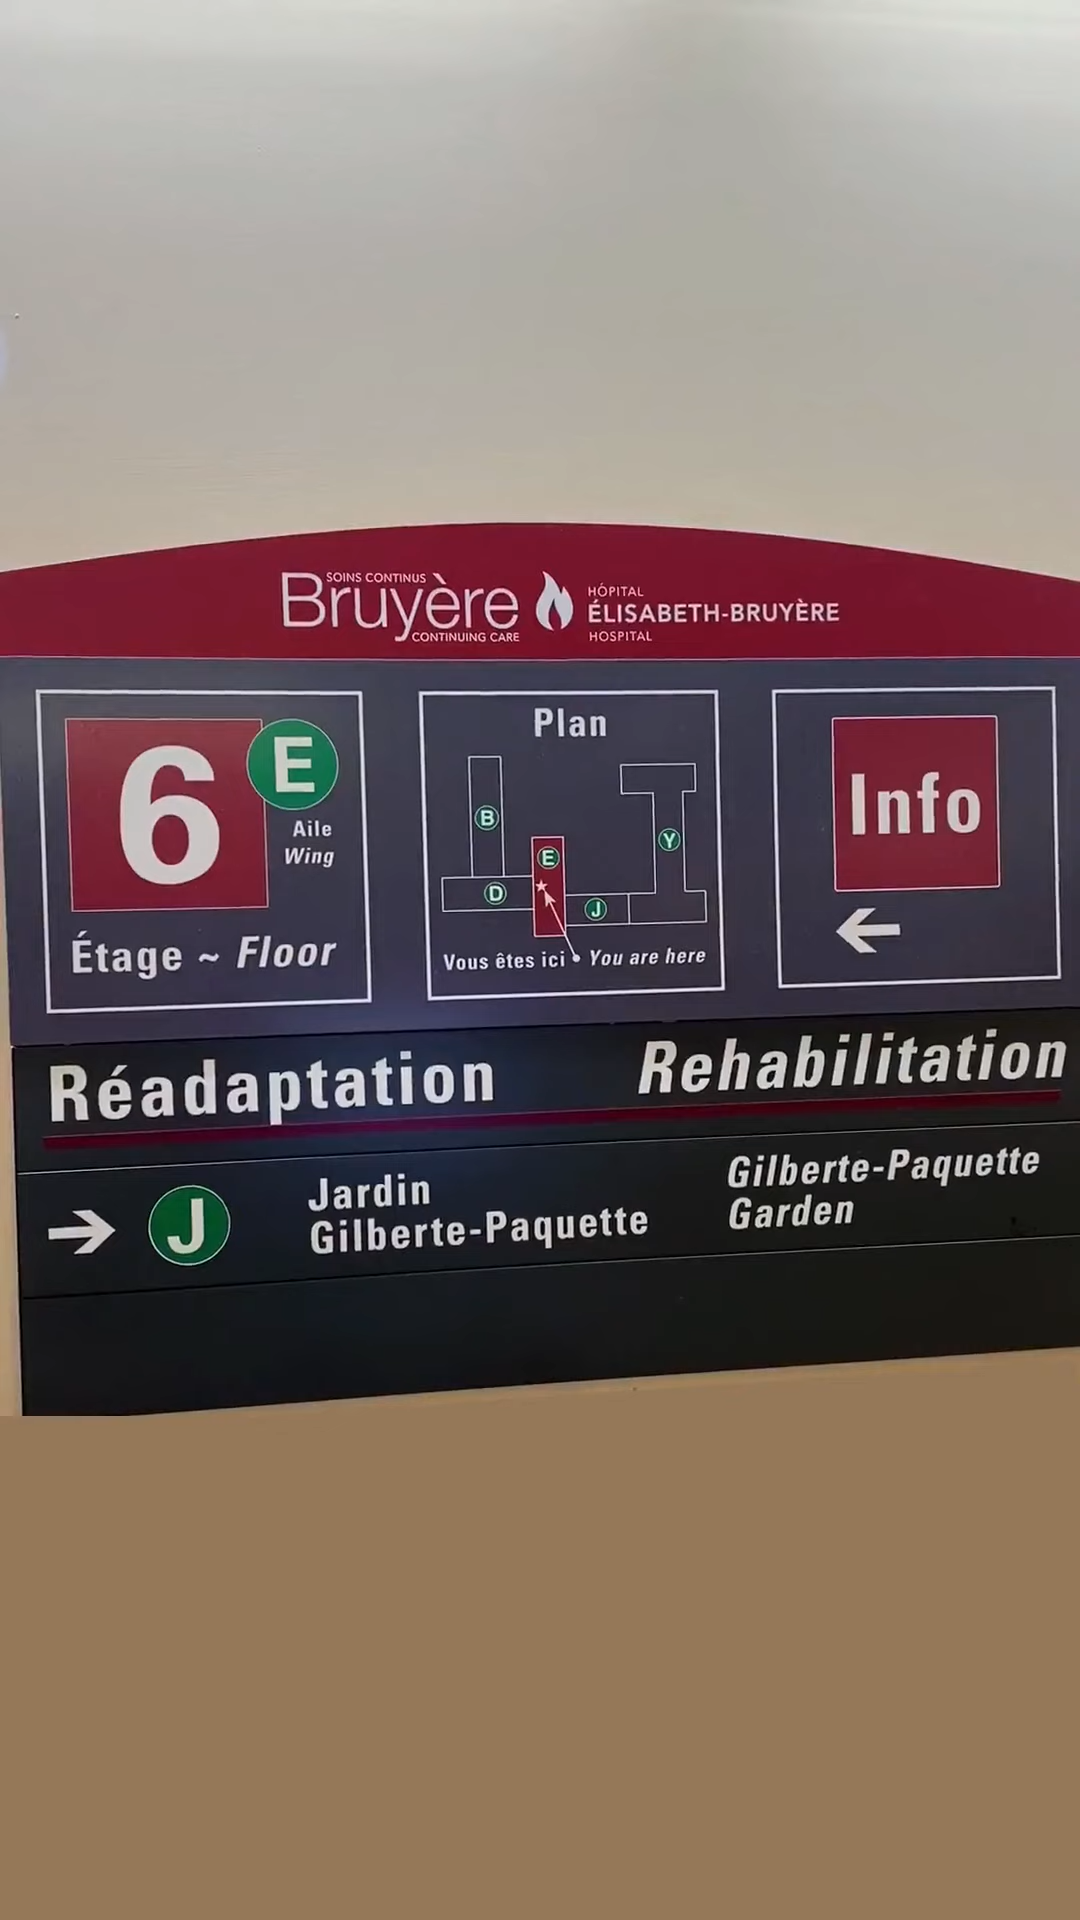 SOINS CONTINUS
Bruyère
CONTINUING CARE
HÔPITAL
ÉLISABETH-BRUYÈRE
HOSPITAL
6
E
Aile
Wing
Étage ~ Floor
Plan
B
E
Y
D
J
Vous êtes ici • You are here
Info
Réadaptation Rehabilitation
J
Jardin
Gilberte-Paquette
Gilberte-Paquette
Garden